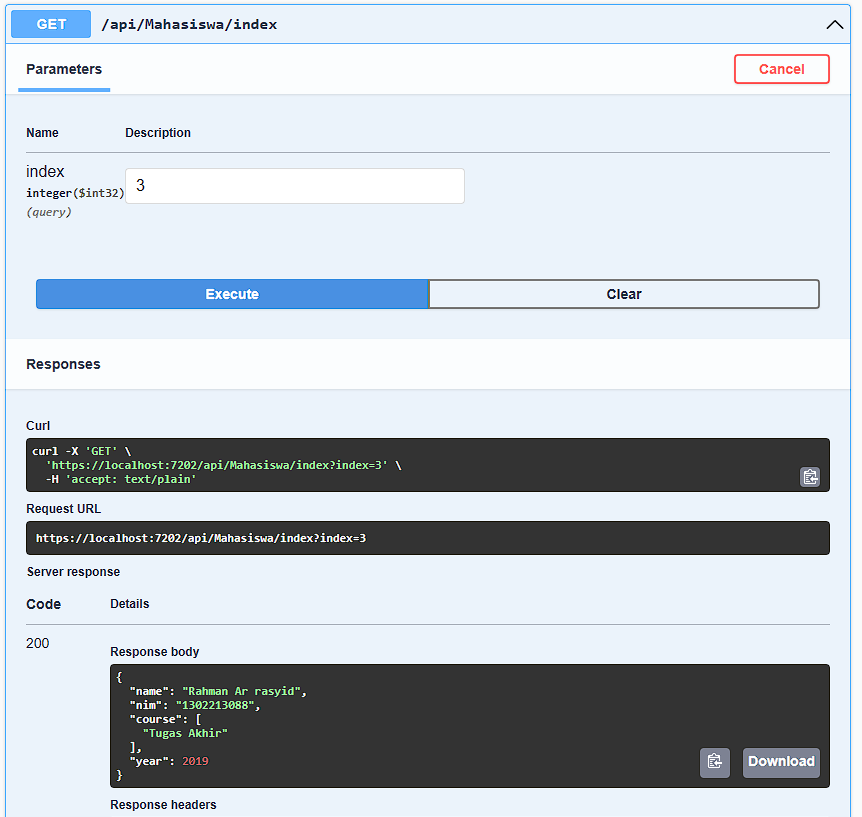 GET /api/Mahasiswa/index
Parameters Cancel
Name Description
index
integer($int32)
(query)
3
Execute Clear
Responses
Curl
curl -X 'GET' \
'https://localhost:7202/api/Mahasiswa/index?index=3' \
-H 'accept: text/plain'
Request URL
https://localhost:7202/api/Mahasiswa/index?index=3
Server response
Code Details
200
Response body
{
"name": "Rahman Ar rasyid",
"nim": "1302213088",
"course": [
"Tugas Akhir"
],
"year": 2019
}
Download
Response headers